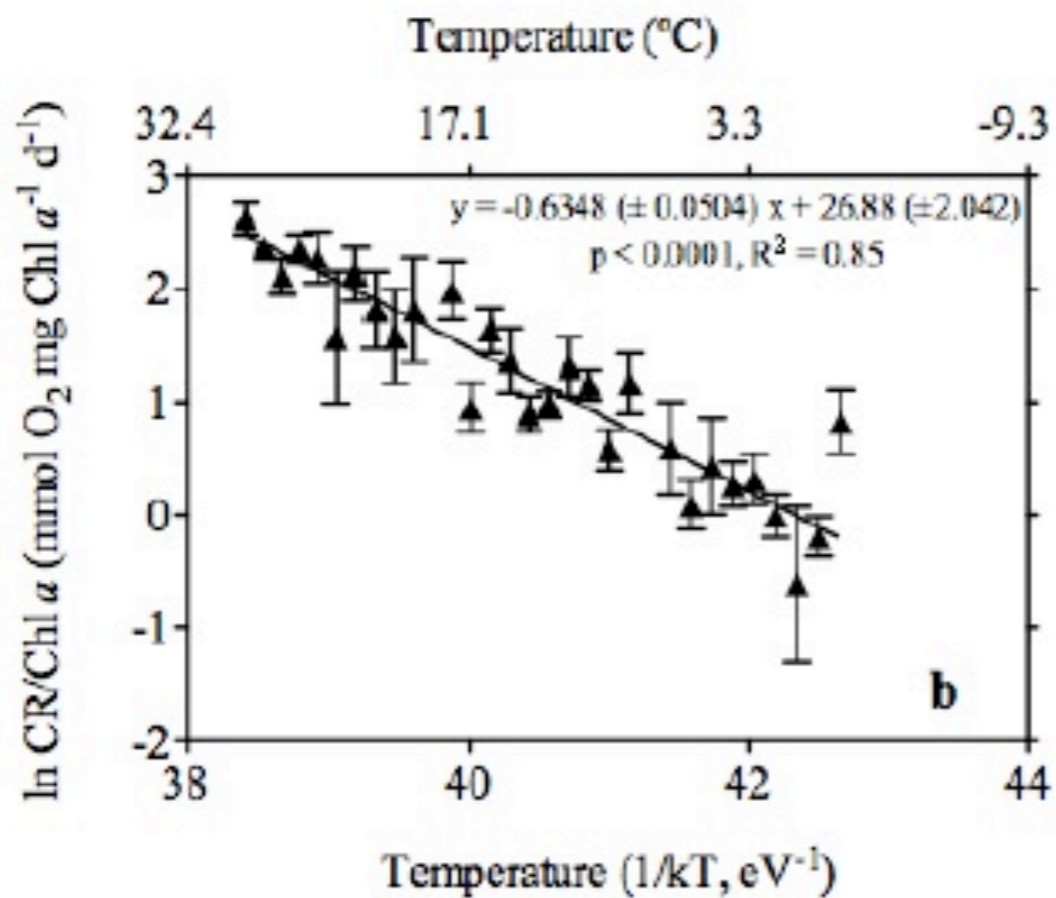 Temperature (ºC)
32.4 17.1 3.3 -9.3
ln CR/Chl a (mmol O₂ mg Chl a⁻¹ d⁻¹)
3
y = -0.6348 (± 0.0504) x + 26.88 (±2.042)
p < 0.0001, R² = 0.85
2
1
0
-1
b
-2
38 40 42 44
Temperature (1/kT, eV⁻¹)